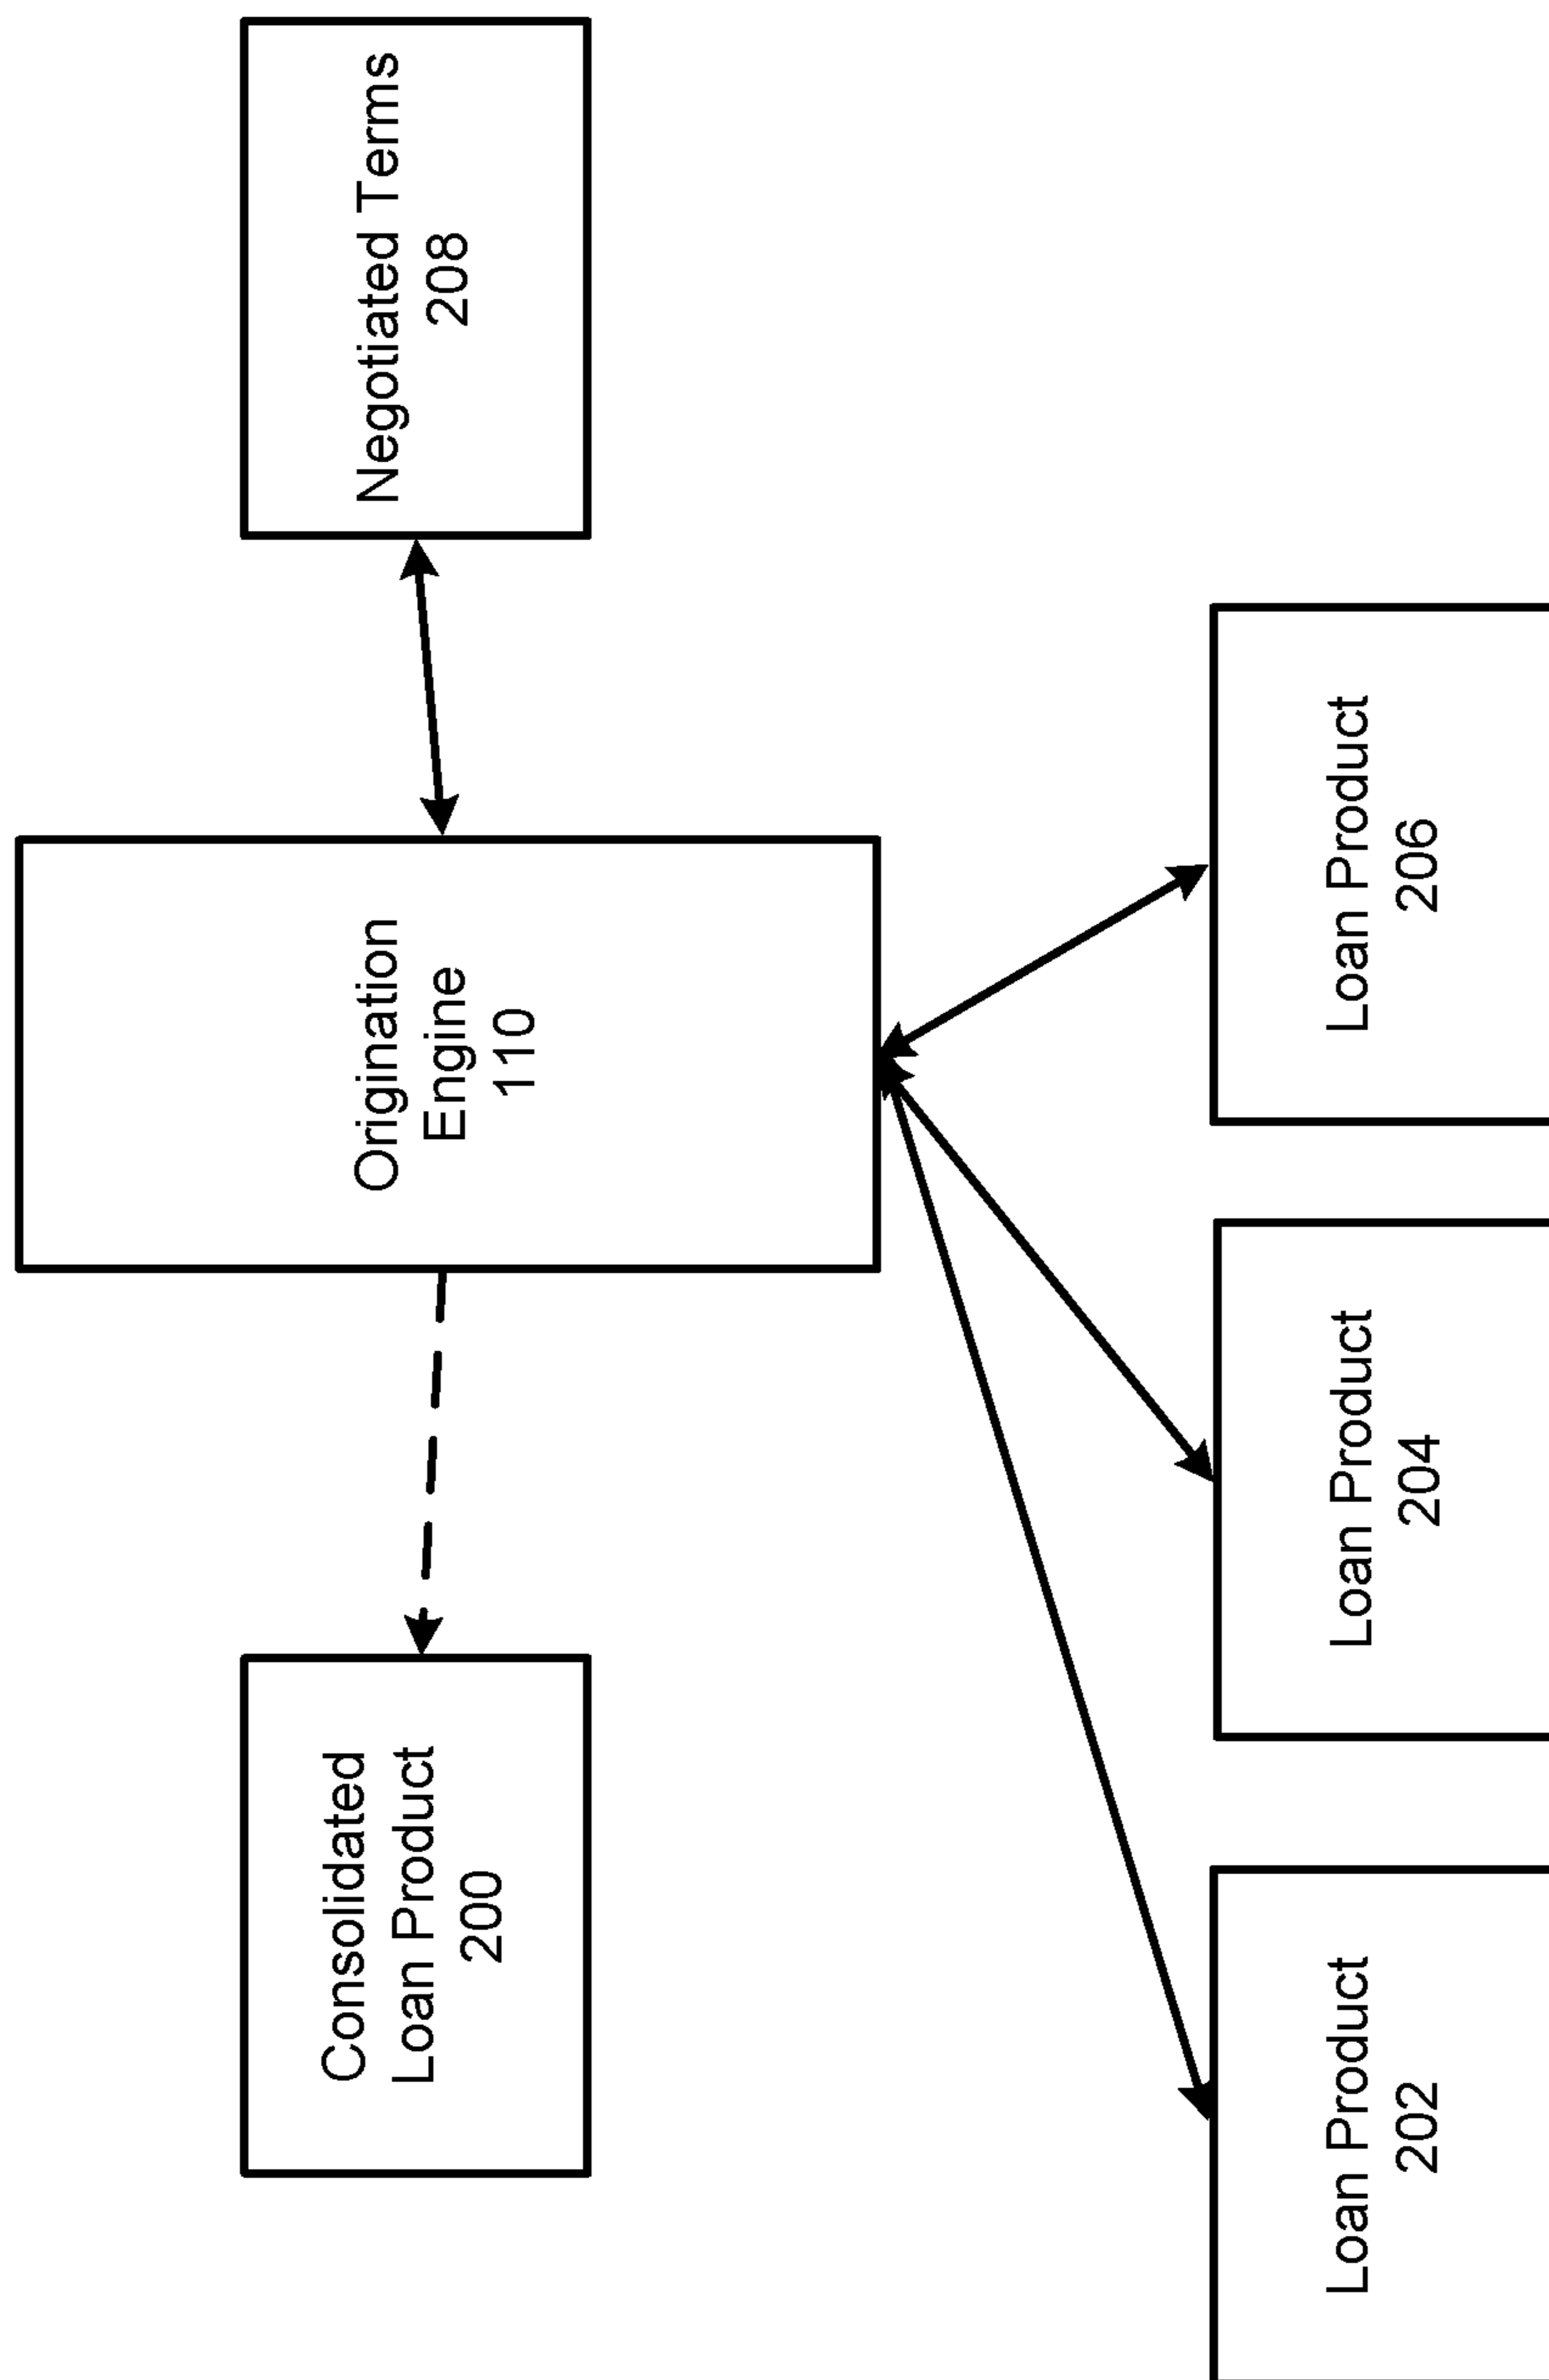 Consolidated
Loan Product
200
Origination
Engine
110
Negotiated Terms
208
Loan Product
202
Loan Product
204
Loan Product
206